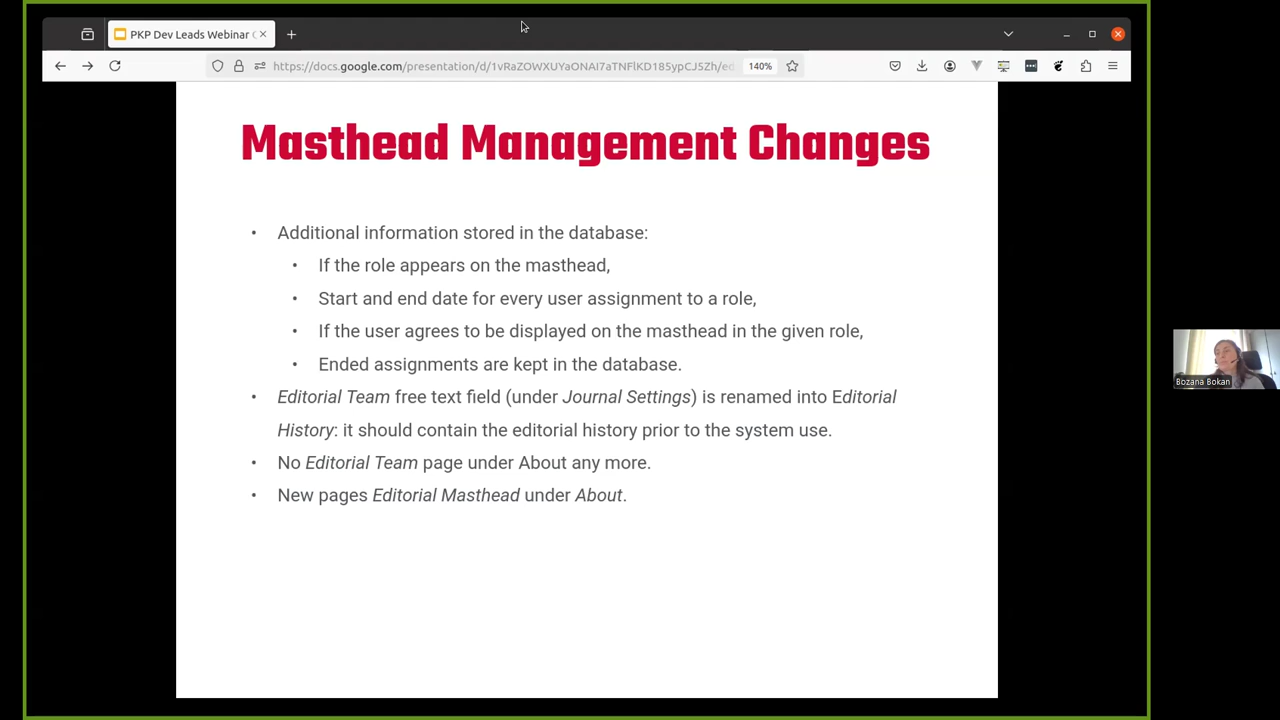 PKP Dev Leads Webinar
https://docs.google.com/presentation/d/1vRaZOWXUYaONAI7aTNFlKD185ypCJ5Zh/ed
140%
Masthead Management Changes
• Additional information stored in the database:
• If the role appears on the masthead,
• Start and end date for every user assignment to a role,
• If the user agrees to be displayed on the masthead in the given role,
• Ended assignments are kept in the database.
• Editorial Team free text field (under Journal Settings) is renamed into Editorial
History: it should contain the editorial history prior to the system use.
• No Editorial Team page under About any more.
• New pages Editorial Masthead under About.
Bozana Bokan